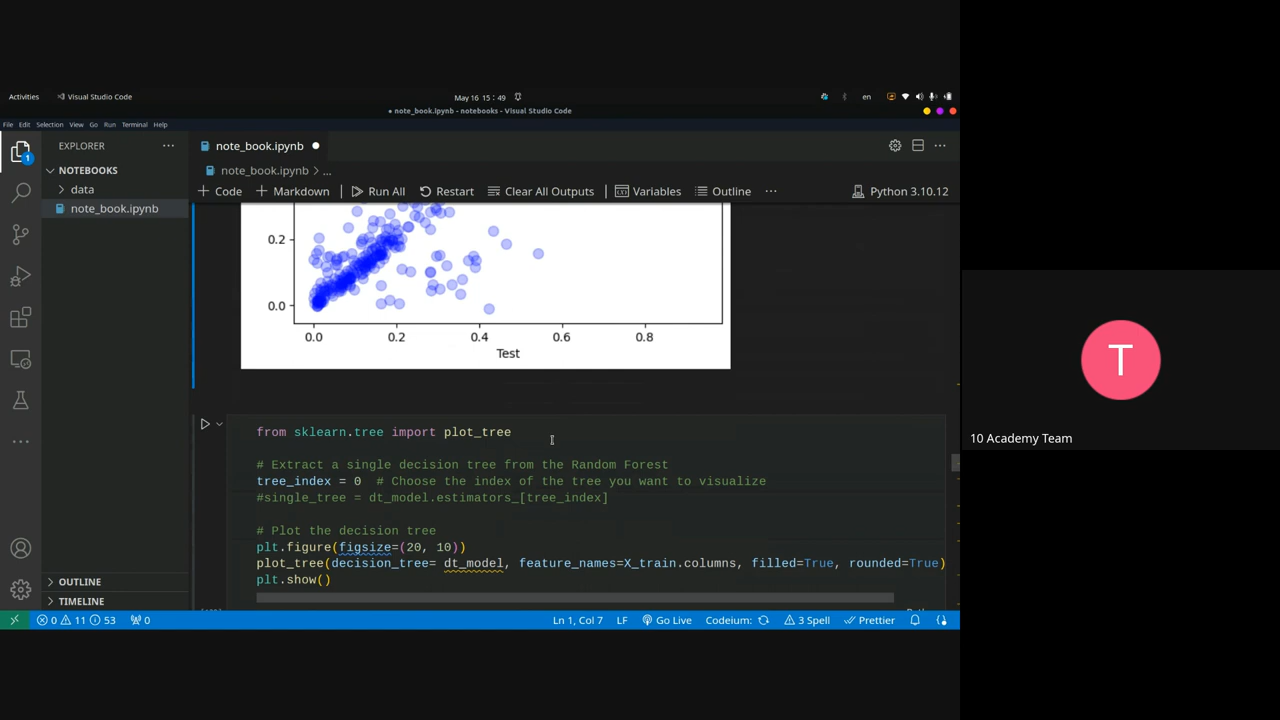 Activities Visual Studio Code May 16 15:49 en
● note_book.ipynb - notebooks - Visual Studio Code
File Edit Selection View Go Run Terminal Help
EXPLORER ... note_book.ipynb ●
NOTEBOOKS note_book.ipynb > ...
data
note_book.ipynb
+ Code + Markdown Run All Restart Clear All Outputs Variables Outline ... Python 3.10.12
0.2
0.0
0.0 0.2 0.4 0.6 0.8
Test
from sklearn.tree import plot_tree
# Extract a single decision tree from the Random Forest
tree_index = 0 # Choose the index of the tree you want to visualize
#single_tree = dt_model.estimators_[tree_index]
# Plot the decision tree
plt.figure(figsize=(20, 10))
plot_tree(decision_tree= dt_model, feature_names=X_train.columns, filled=True, rounded=True)
plt.show()
OUTLINE
TIMELINE
0 11 53 0 Ln 1, Col 7 LF Go Live Codeium: 3 Spell Prettier
1
T
10 Academy Team